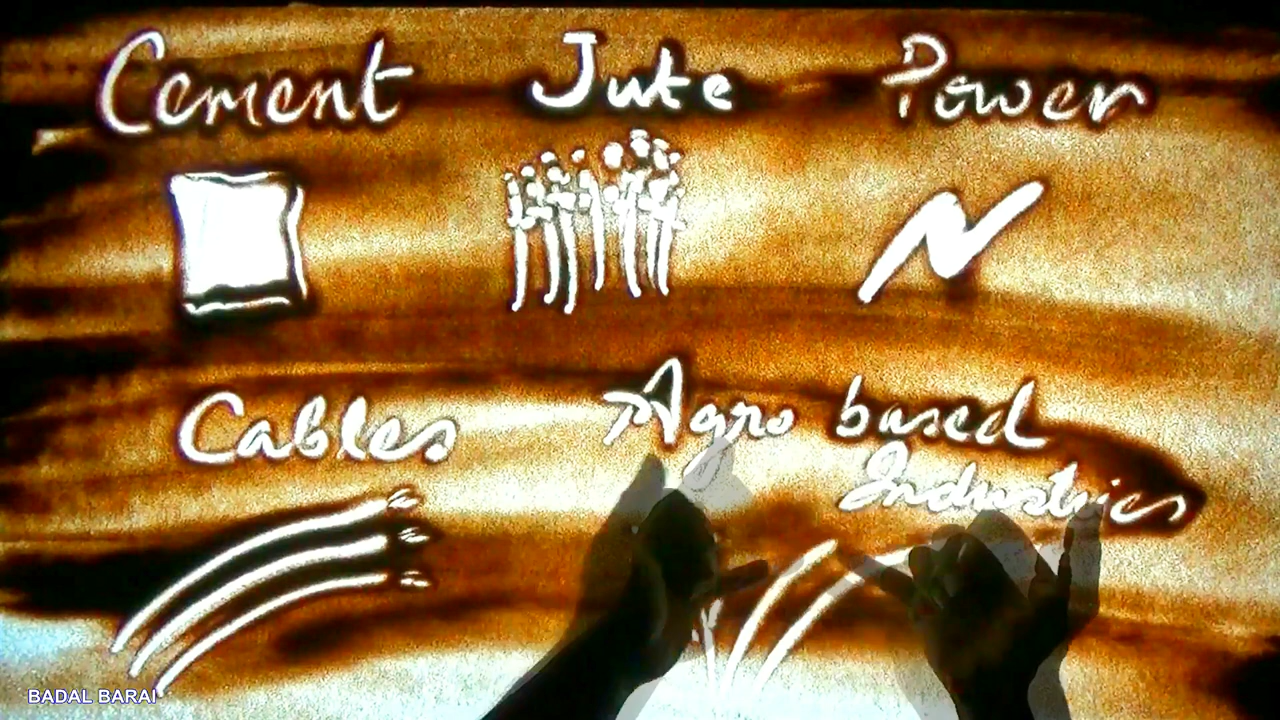 Cement Jute Power
Cables Agro based
Industries
BADAL BARAI